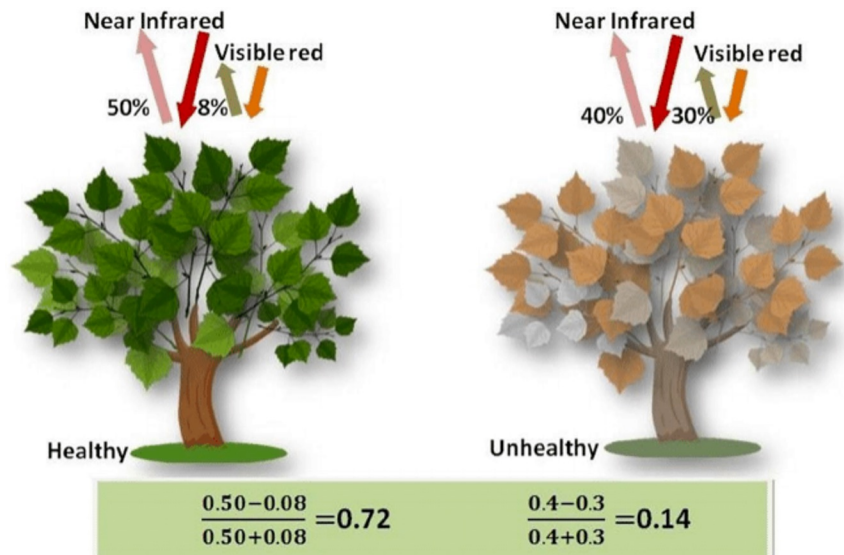 Near Infrared
Visible red
50%
8%
Near Infrared
Visible red
40%
30%
Healthy
Unhealthy
0.50−0.08
0.50+0.08
=0.72
0.4−0.3
0.4+0.3
=0.14